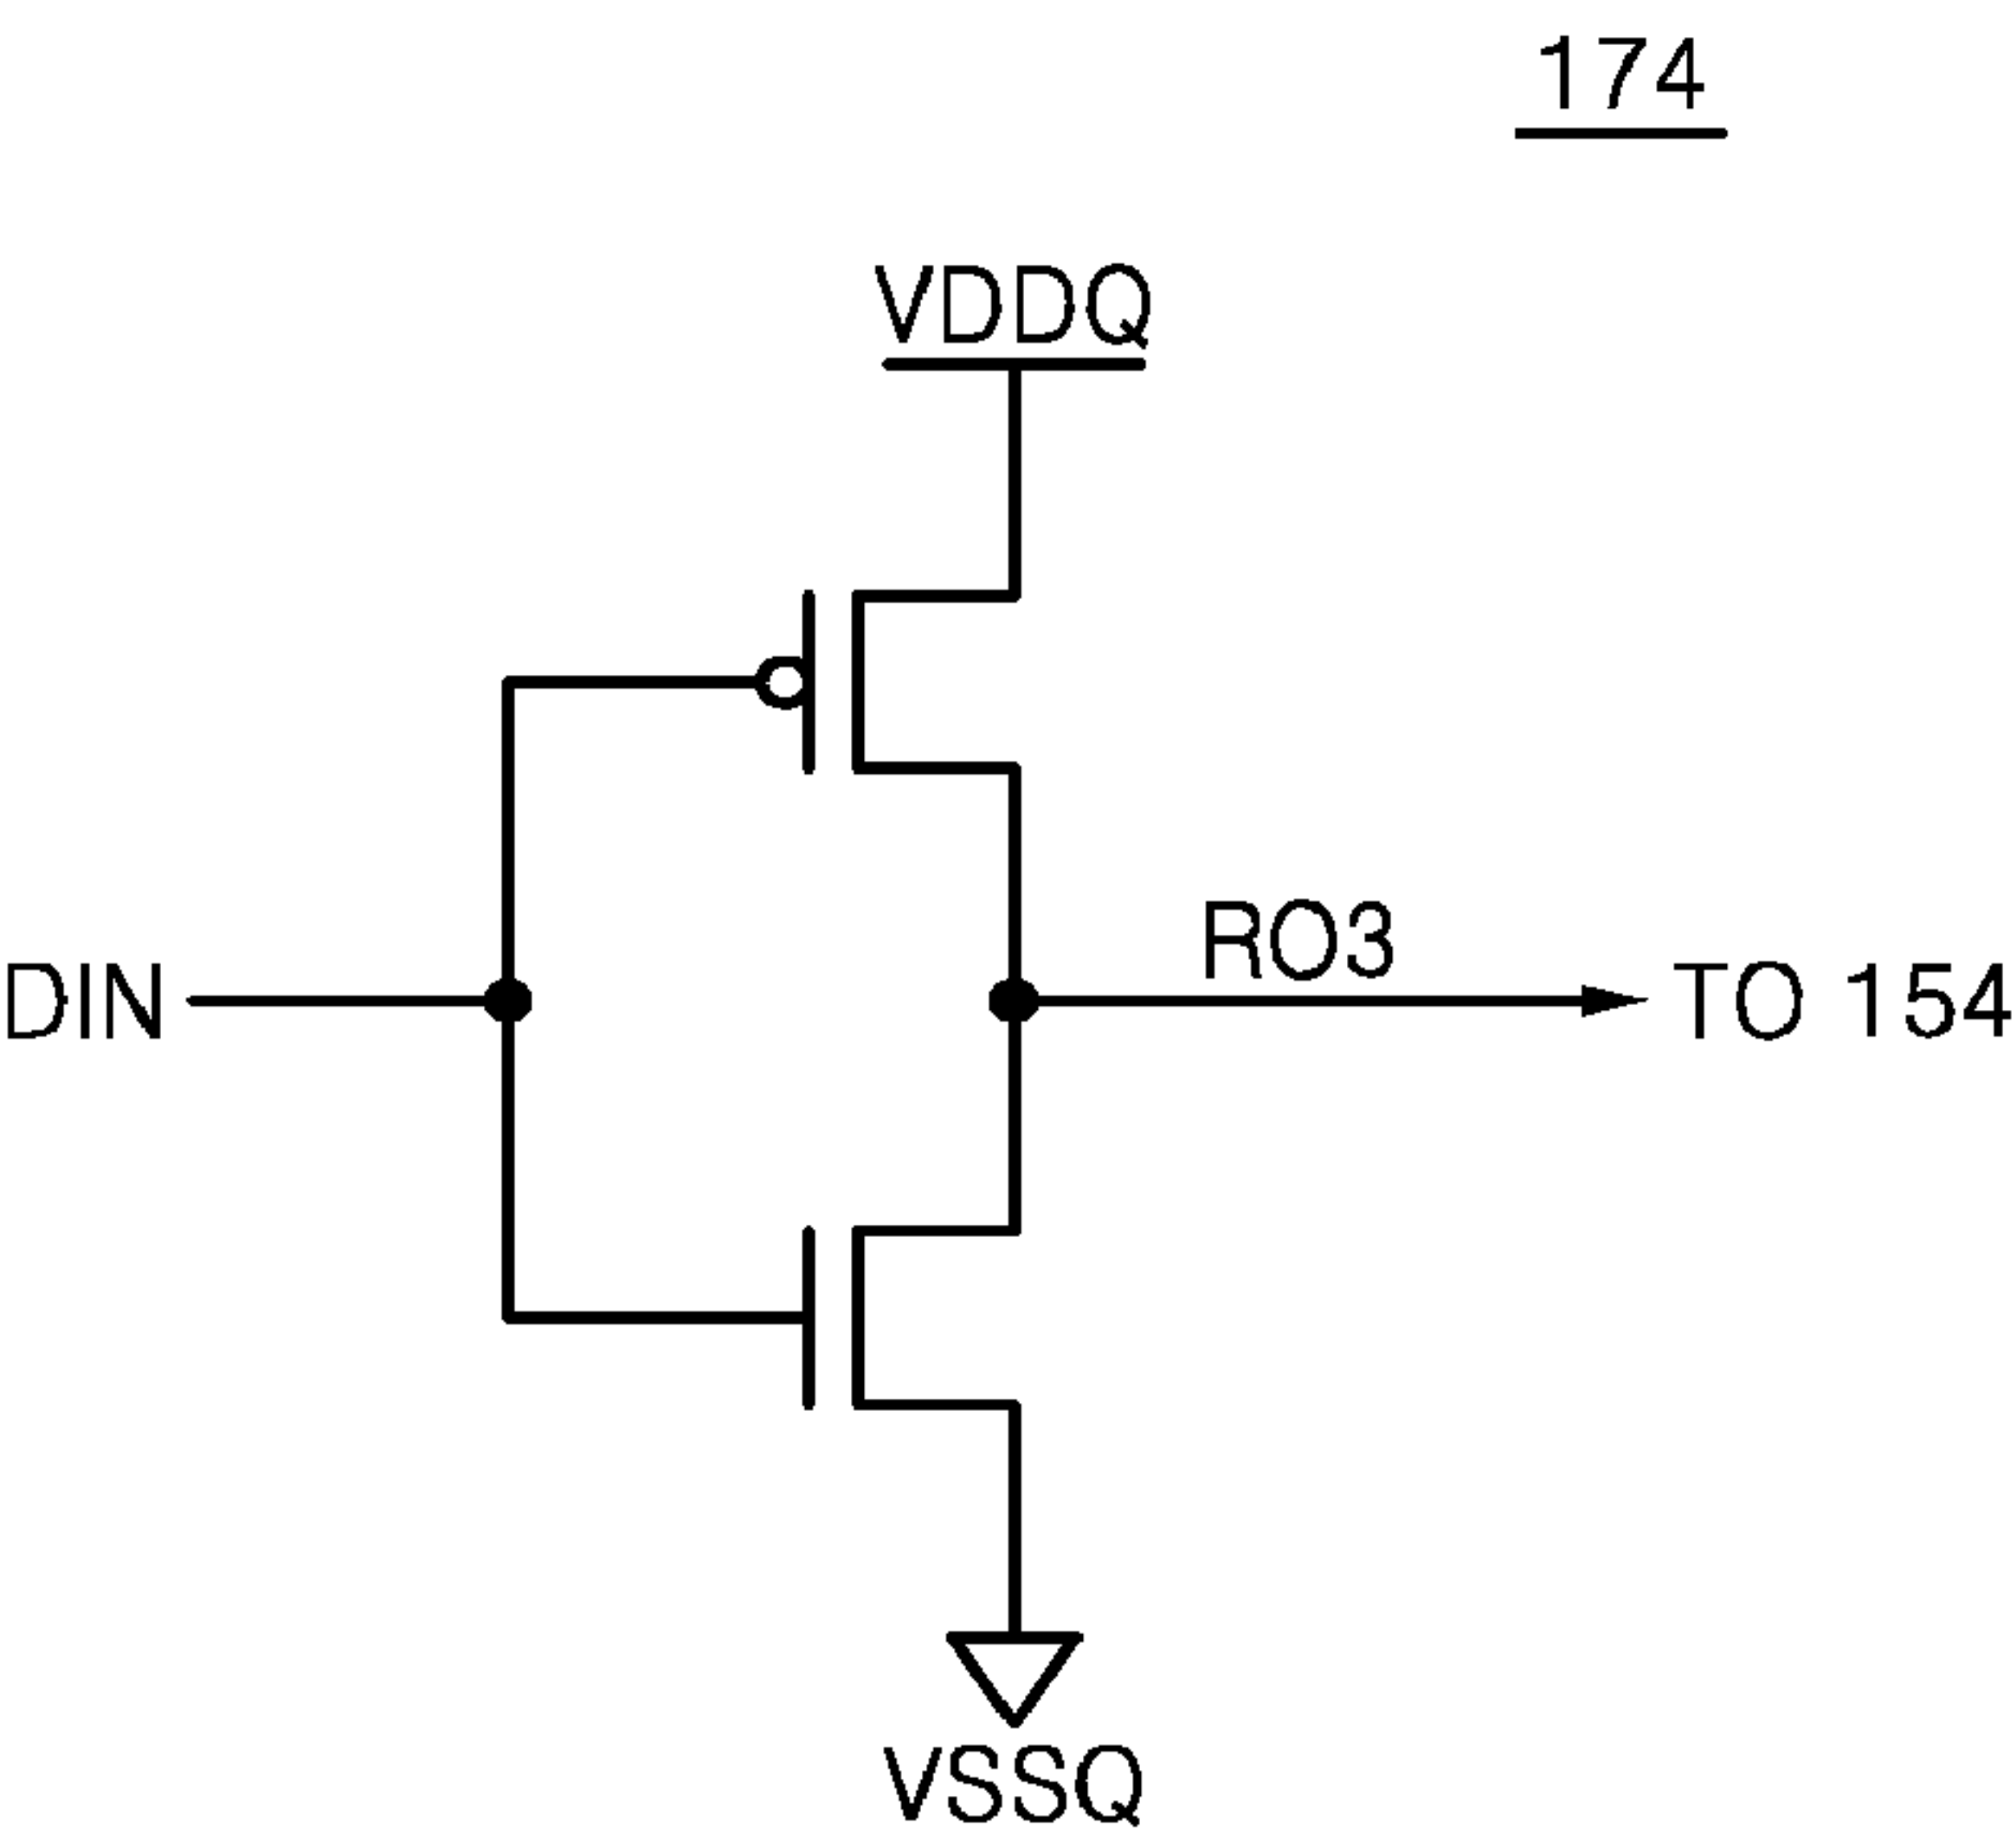 174
VDDQ
RO3
DIN
TO 154
VSSQ